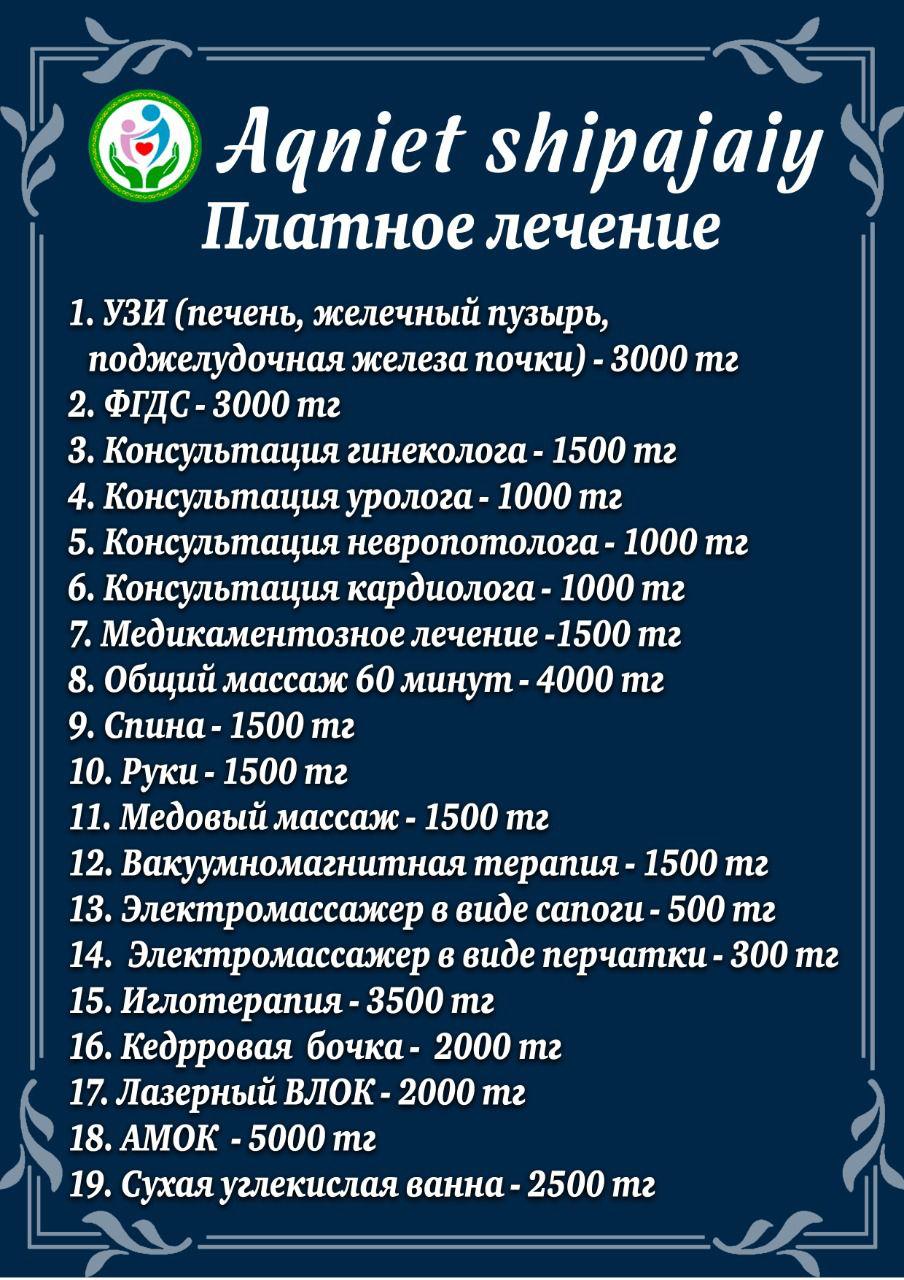 Aqniet shipajaiy
Платное лечение
1. УЗИ (печень, желечный пузырь,
поджелудочная железа почки) - 3000 тг
2. ФГДС - 3000 тг
3. Консультация гинеколога - 1500 тг
4. Консультация уролога - 1000 тг
5. Консультация невропотолога - 1000 тг
6. Консультация кардиолога - 1000 тг
7. Медикаментозное лечение -1500 тг
8. Общий массаж 60 минут - 4000 тг
9. Спина - 1500 тг
10. Руки - 1500 тг
11. Медовый массаж - 1500 тг
12. Вакуумномагнитная терапия - 1500 тг
13. Электромассажер в виде сапоги - 500 тг
14. Электромассажер в виде перчатки - 300 тг
15. Иглотерапия - 3500 тг
16. Кедрровая бочка - 2000 тг
17. Лазерный ВЛОК - 2000 тг
18. АМОК - 5000 тг
19. Сухая углекислая ванна - 2500 тг